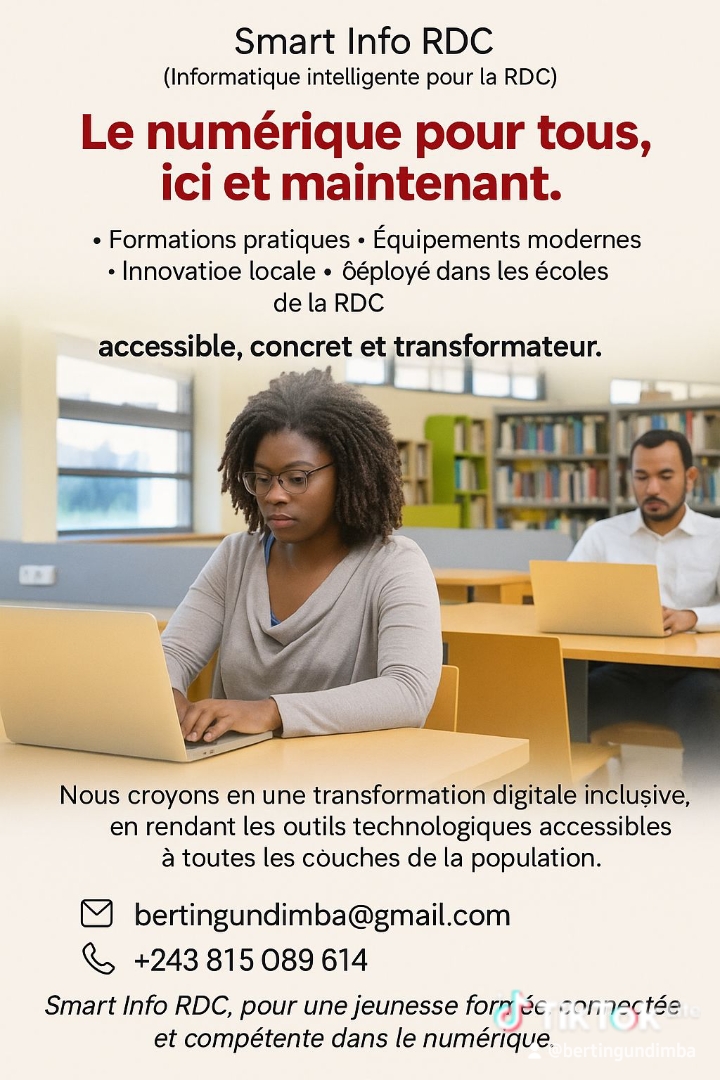 Smart Info RDC
(Informatique intelligente pour la RDC)
Le numérique pour tous,
ici et maintenant.
• Formations pratiques • Équipements modernes
• Innovatioe locale • ôéployé dans les écoles
de la RDC
accessible, concret et transformateur.
Nous croyons en une transformation digitale inclusive,
en rendant les outils technologiques accessibles
à toutes les couches de la population.
bertingundimba@gmail.com
+243 815 089 614
Smart Info RDC, pour une jeunesse formée connectée
et compétente dans le numérique.
TikTok
@bertingundimba